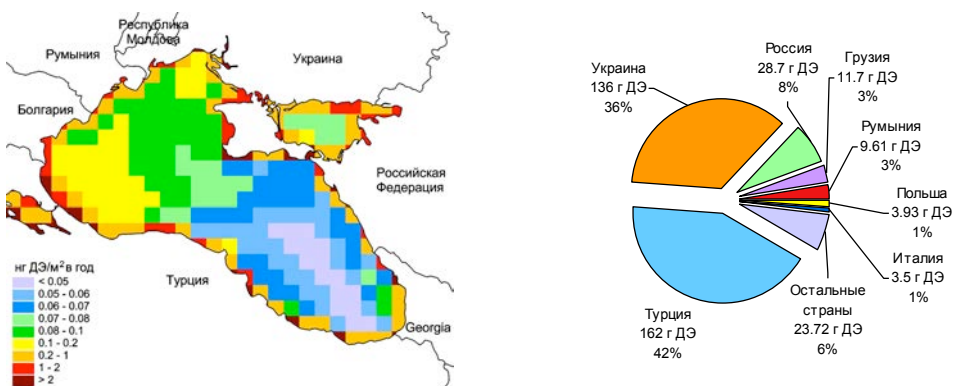 Республика
Молдова
Румыния
Украина
Болгария
Российская
Федерация
Турция
Georgia
нг ДЭ/м² в год
< 0.05
0.05 - 0.06
0.06 - 0.07
0.07 - 0.08
0.08 - 0.1
0.1 - 0.2
0.2 - 1
1 - 2
> 2
Украина
136 г ДЭ
36%
Россия
28.7 г ДЭ
8%
Грузия
11.7 г ДЭ
3%
Румыния
9.61 г ДЭ
3%
Польша
3.93 г ДЭ
1%
Италия
3.5 г ДЭ
1%
Остальные
страны
23.72 г ДЭ
6%
Турция
162 г ДЭ
42%